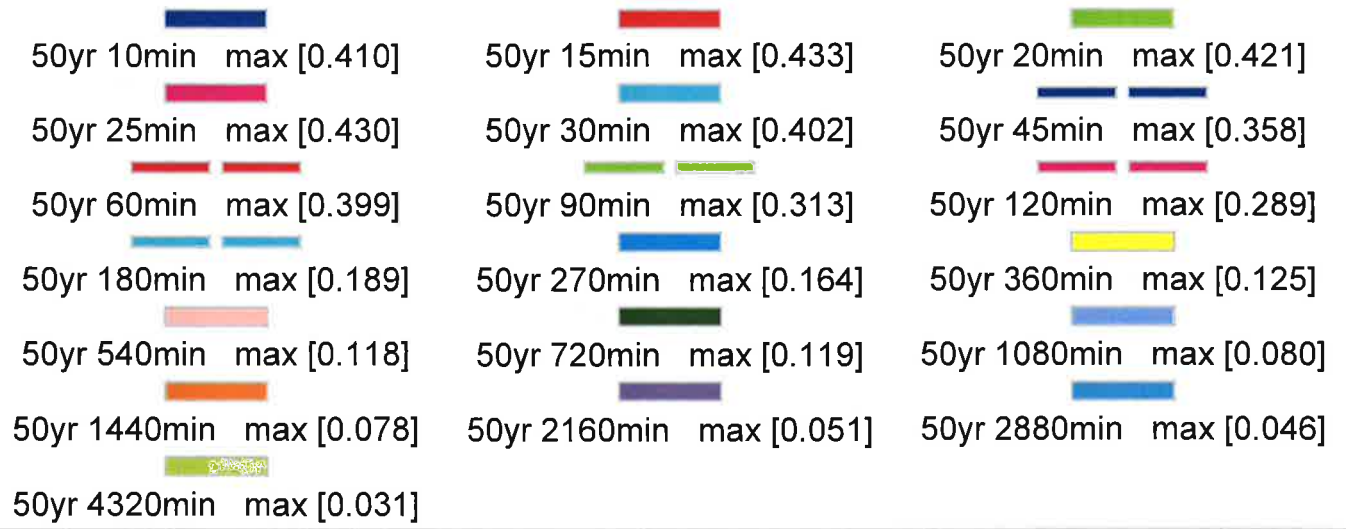 50yr 10min max [0.410] 50yr 15min max [0.433] 50yr 20min max [0.421]
50yr 25min max [0.430] 50yr 30min max [0.402] 50yr 45min max [0.358]
50yr 60min max [0.399] 50yr 90min max [0.313] 50yr 120min max [0.289]
50yr 180min max [0.189] 50yr 270min max [0.164] 50yr 360min max [0.125]
50yr 540min max [0.118] 50yr 720min max [0.119] 50yr 1080min max [0.080]
50yr 1440min max [0.078] 50yr 2160min max [0.051] 50yr 2880min max [0.046]
50yr 4320min max [0.031]